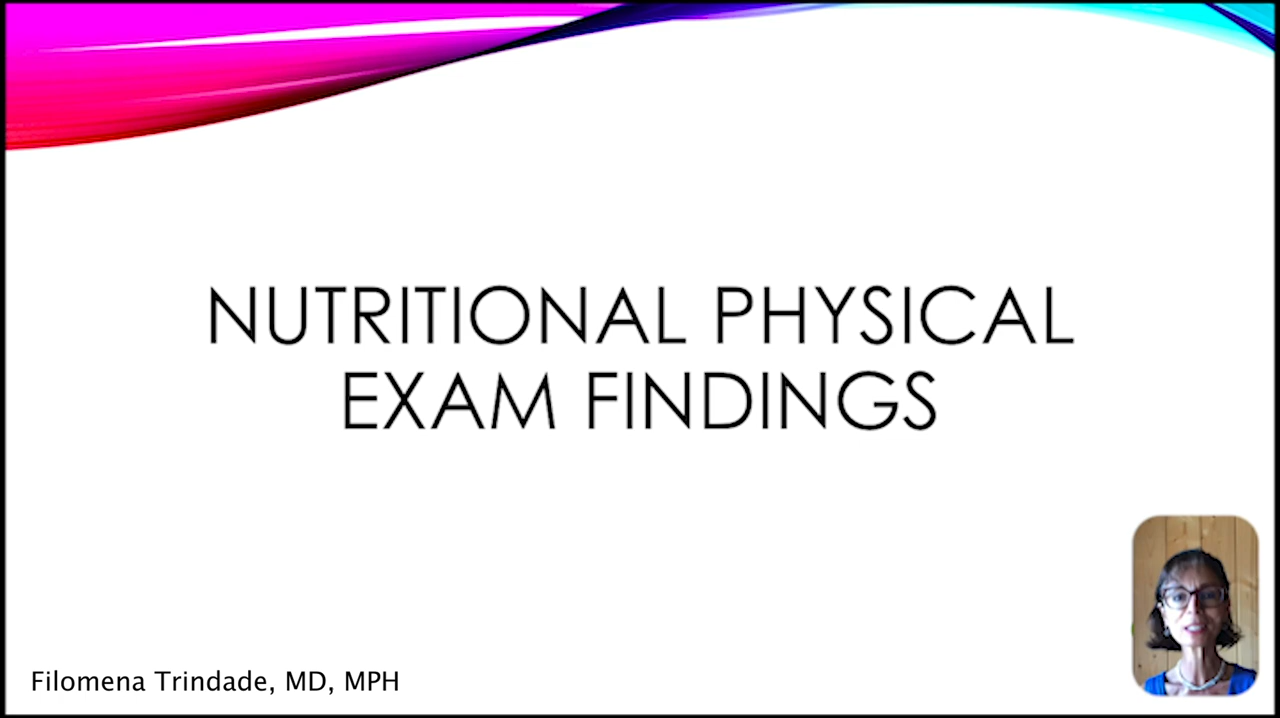 NUTRITIONAL PHYSICAL
EXAM FINDINGS
Filomena Trindade, MD, MPH